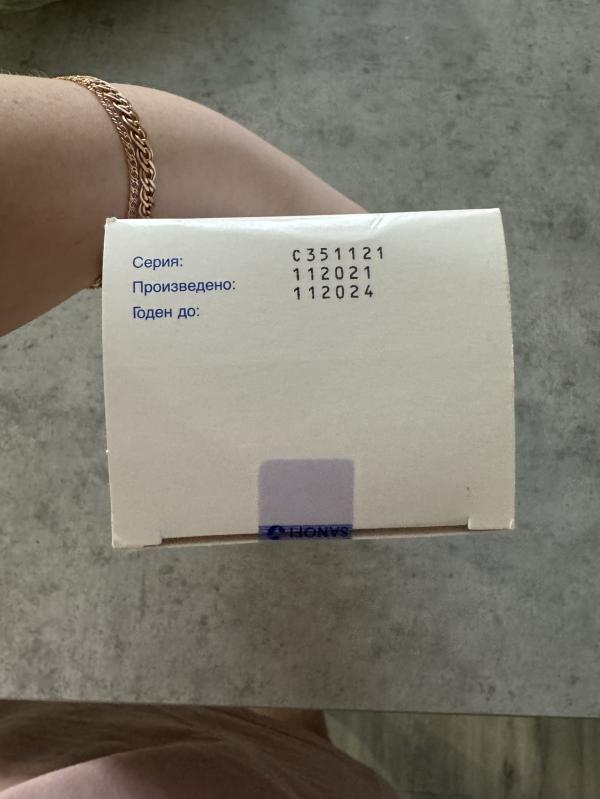 Серия: C351121
Произведено: 112021
Годен до: 112024
SANOFI